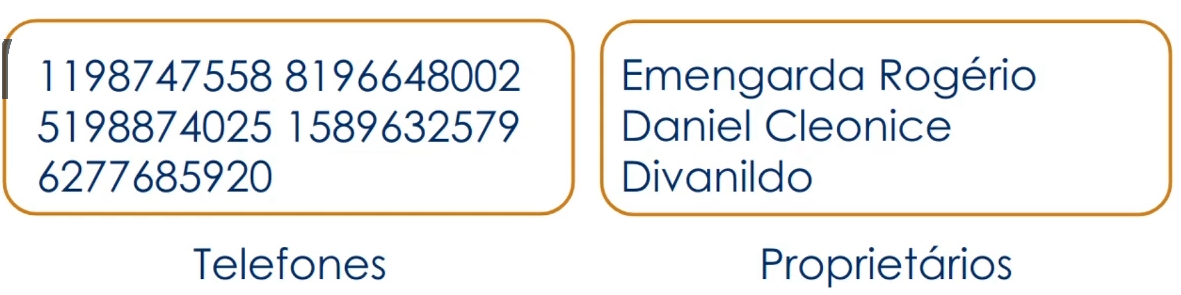 1198747558 8196648002
5198874025 1589632579
6277685920
Telefones
Emengarda Rogério
Daniel Cleonice
Divanildo
Proprietários